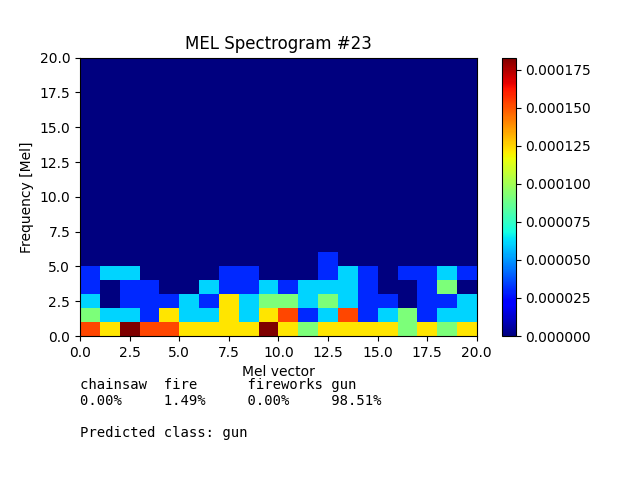 MEL Spectrogram #23
Frequency [Mel]
20.0
17.5
15.0
12.5
10.0
7.5
5.0
2.5
0.0
0.0 2.5 5.0 7.5 10.0 12.5 15.0 17.5 20.0
Mel vector
0.000175
0.000150
0.000125
0.000100
0.000075
0.000050
0.000025
0.000000
chainsaw fire fireworks gun
0.00% 1.49% 0.00% 98.51%
Predicted class: gun